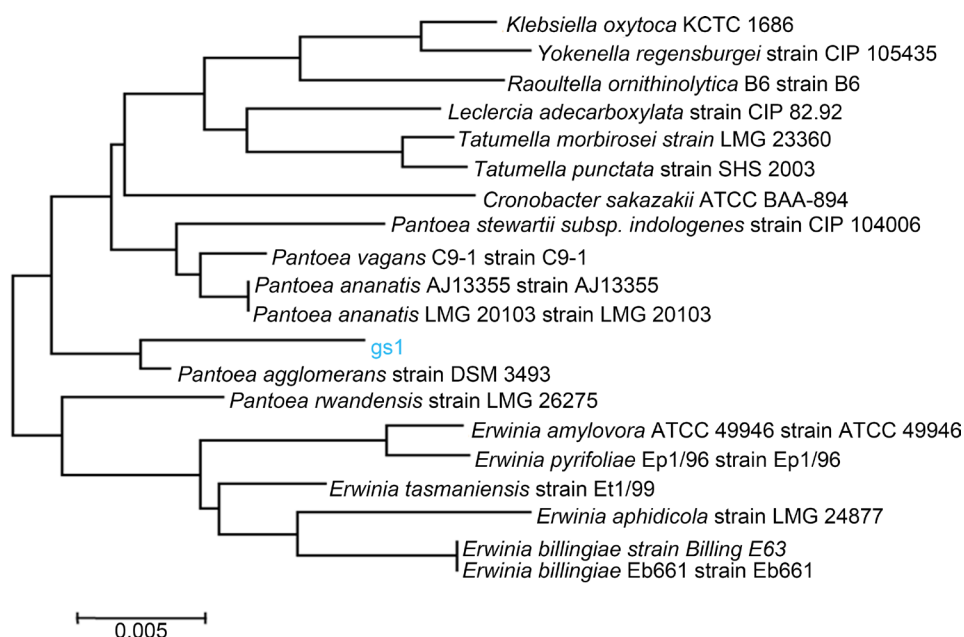 Klebsiella oxytoca KCTC 1686
Yokenella regensburgei strain CIP 105435
Raoultella ornithinolytica B6 strain B6
Leclercia adecarboxylata strain CIP 82.92
Tatumella morbirosei strain LMG 23360
Tatumella punctata strain SHS 2003
Cronobacter sakazakii ATCC BAA-894
Pantoea stewartii subsp. indologenes strain CIP 104006
Pantoea vagans C9-1 strain C9-1
Pantoea ananatis AJ13355 strain AJ13355
Pantoea ananatis LMG 20103 strain LMG 20103
gs1
Pantoea agglomerans strain DSM 3493
Pantoea rwandensis strain LMG 26275
Erwinia amylovora ATCC 49946 strain ATCC 49946
Erwinia pyrifoliae Ep1/96 strain Ep1/96
Erwinia tasmaniensis strain Et1/99
Erwinia aphidicola strain LMG 24877
Erwinia billingiae strain Billing E63
Erwinia billingiae Eb661 strain Eb661
0.005